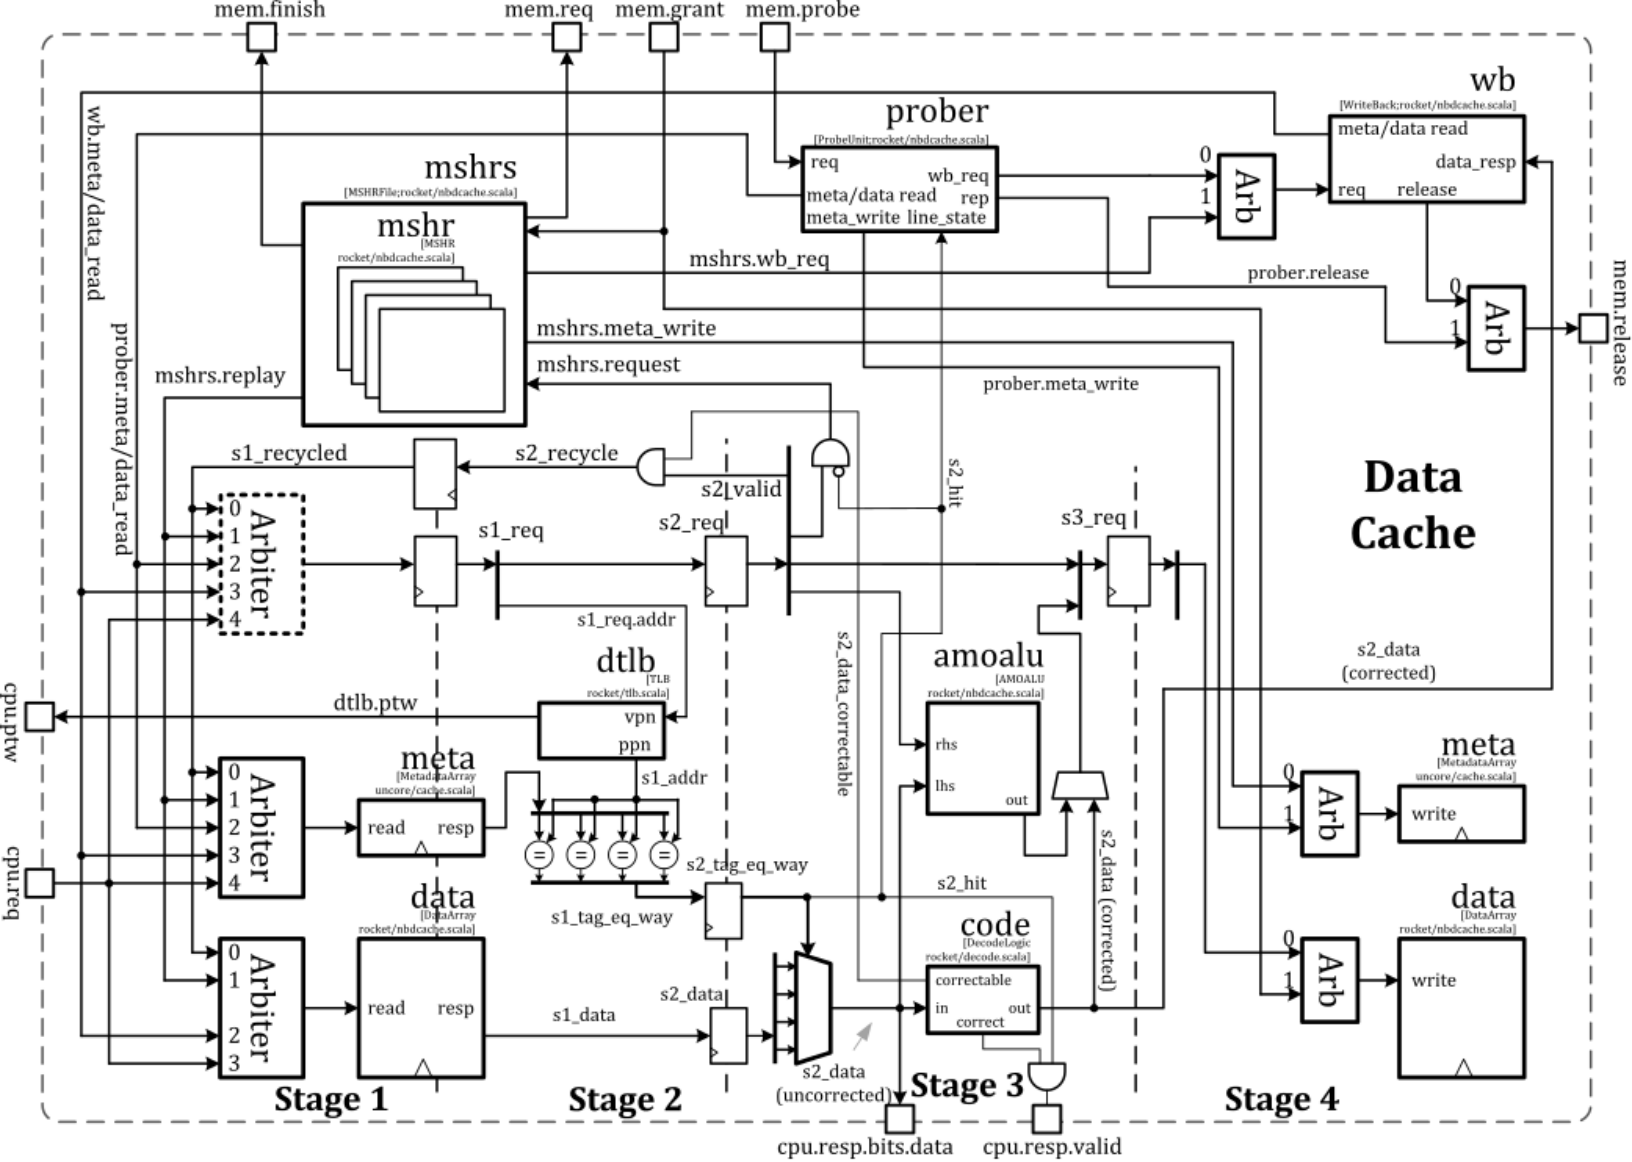 mem.finish
mem.req
mem.grant
mem.probe
wb
[WriteBack;rocket/nbdcache.scala]
meta/data read
data_resp
req
release
prober
[ProbeUnit;rocket/nbdcache.scala]
req
wb_req
meta/data read
rep
meta_write line_state
0
1
Arb
mshrs
[MSHRFile;rocket/nbdcache.scala]
mshr
[MSHR
rocket/nbdcache.scala]
wb.meta/data_read
prober.meta/data_read
mshrs.wb_req
prober.release
0
1
Arb
mem.release
mshrs.meta_write
mshrs.request
mshrs.replay
prober.meta_write
s1_recycled
s2_recycle
s2_valid
s2_hit
Data
Cache
0
1
2
3
4
Arbiter
s1_req
s2_req
s3_req
s1_req.addr
s2_data_correctable
dtlb
[TLB
rocket/tlb.scala]
vpn
ppn
dtlb.ptw
cpu.ptw
s1_addr
amoalu
[AMOALU
rocket/nbdcache.scala]
rhs
lhs
out
s2_data
(corrected)
0
1
2
3
4
Arbiter
meta
[MetadataArray
uncore/cache.scala]
read
resp
=
=
=
=
cpu.req
s2_tag_eq_way
s1_tag_eq_way
s2_hit
s2_data (corrected)
0
1
Arb
meta
[MetadataArray
uncore/cache.scala]
write
data
[DataArray
rocket/nbdcache.scala]
read
resp
0
1
2
3
Arbiter
s1_data
s2_data
code
[DecodeLogic
rocket/decode.scala]
correctable
in
out
correct
s2_data
(uncorrected)
0
1
Arb
data
[DataArray
rocket/nbdcache.scala]
write
Stage 1
Stage 2
Stage 3
Stage 4
cpu.resp.bits.data
cpu.resp.valid